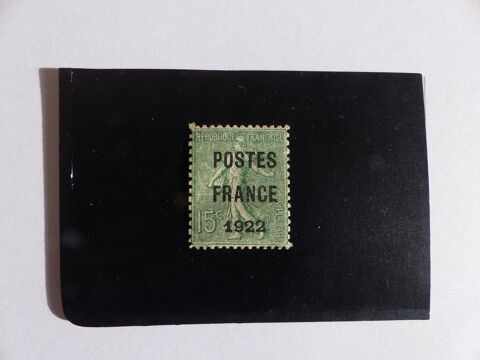 REPUBLIQUE FRANÇAISE
POSTES
FRANCE
15c
1922